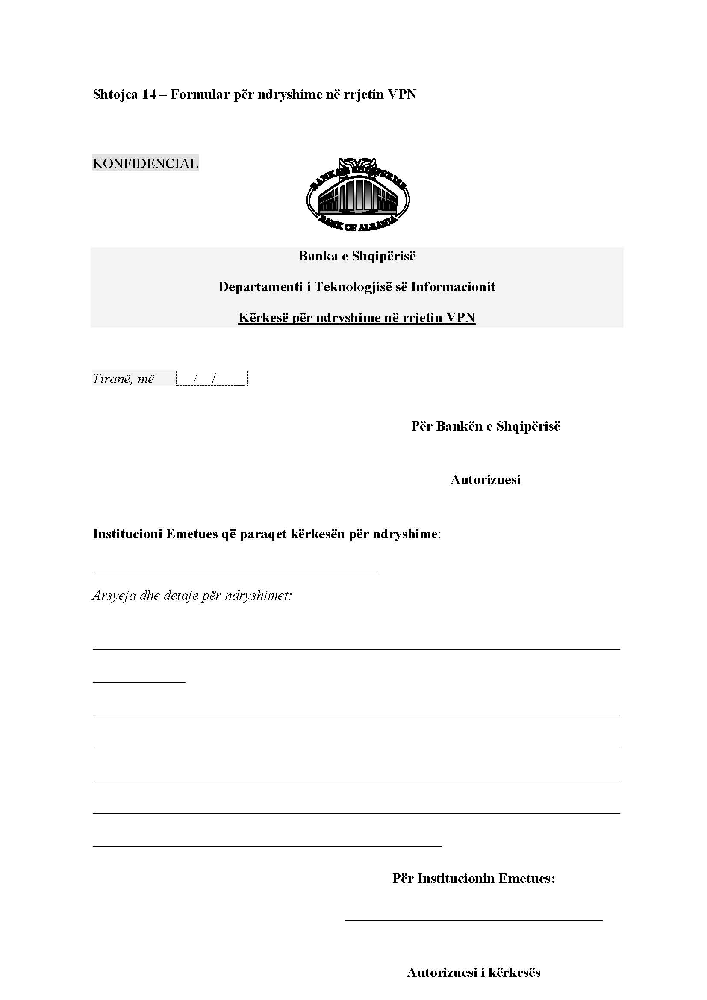 Shtojca 14 – Formular për ndryshime në rrjetin VPN
KONFIDENCIAL
BANKA E SHQIPERISE
BANK OF ALBANIA
Banka e Shqipërisë
Departamenti i Teknologjisë së Informacionit
Kërkesë për ndryshime në rrjetin VPN
Tiranë, më / /
Për Bankën e Shqipërisë
Autorizuesi
Institucioni Emetues që paraqet kërkesën për ndryshime:
Arsyeja dhe detaje për ndryshimet:
Për Institucionin Emetues:
Autorizuesi i kërkesës